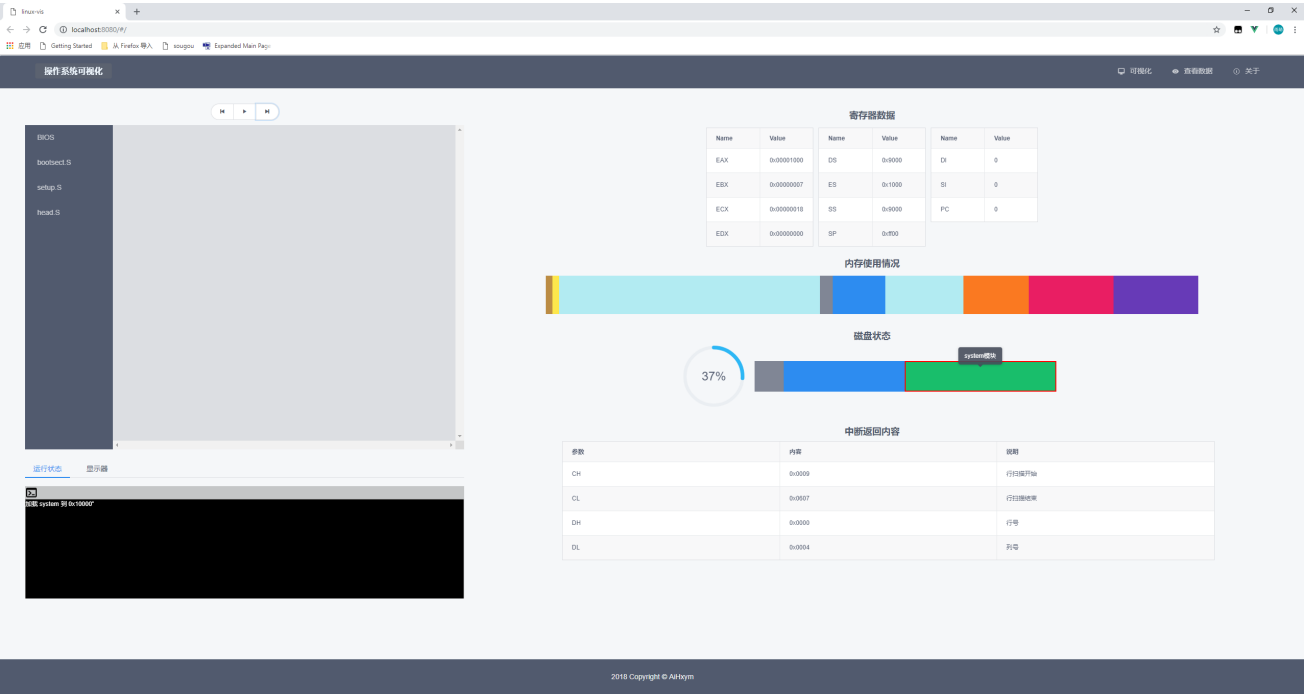 linux-vis
localhost:8080/#/
应用 Getting Started 从 Firefox 导入 sougou Expanded Main Page
操作系统可视化 可视化 查看数据 关于
BIOS
bootsect.S
setup.S
head.S
运行状态 显示器
加载 system 到 0x10000"
寄存器数据
Name Value Name Value Name Value
EAX 0x00001000 DS 0x9000 DI 0
EBX 0x00000007 ES 0x1000 SI 0
ECX 0x00000018 SS 0x9000 PC 0
EDX 0x00000000 SP 0xff00
内存使用情况
磁盘状态
system模块
37%
中断返回内容
参数 内容 说明
CH 0x0009 行扫描开始
CL 0x0607 行扫描结束
DH 0x0000 行号
DL 0x0004 列号
2018 Copyright © AiHxym